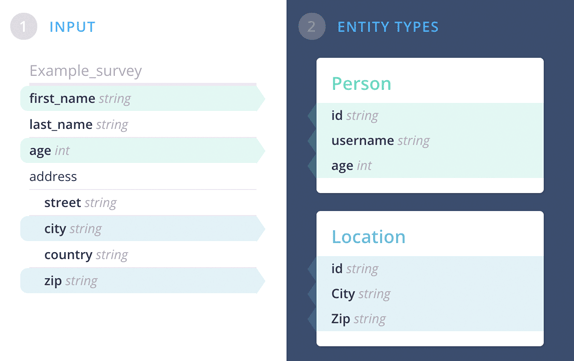 1 INPUT
Example_survey
first_name string
last_name string
age int
address
street string
city string
country string
zip string
2 ENTITY TYPES
Person
id string
username string
age int
Location
id string
City string
Zip string